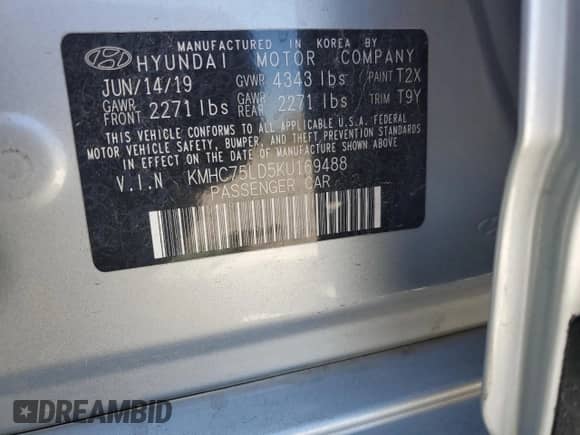 MANUFACTURED IN KOREA BY
HYUNDAI MOTOR COMPANY
JUN/14/19 GVWR 4343 lbs PAINT T2X
GAWR FRONT 2271 lbs GAWR REAR 2271 lbs TRIM T9Y
THIS VEHICLE CONFORMS TO ALL APPLICABLE U.S.A. FEDERAL
MOTOR VEHICLE SAFETY, BUMPER, AND THEFT PREVENTION STANDARDS
IN EFFECT ON THE DATE OF MANUFACTURE SHOWN ABOVE.
V.I.N KMHC75LD5KU169488
PASSENGER CAR
DREAMBID